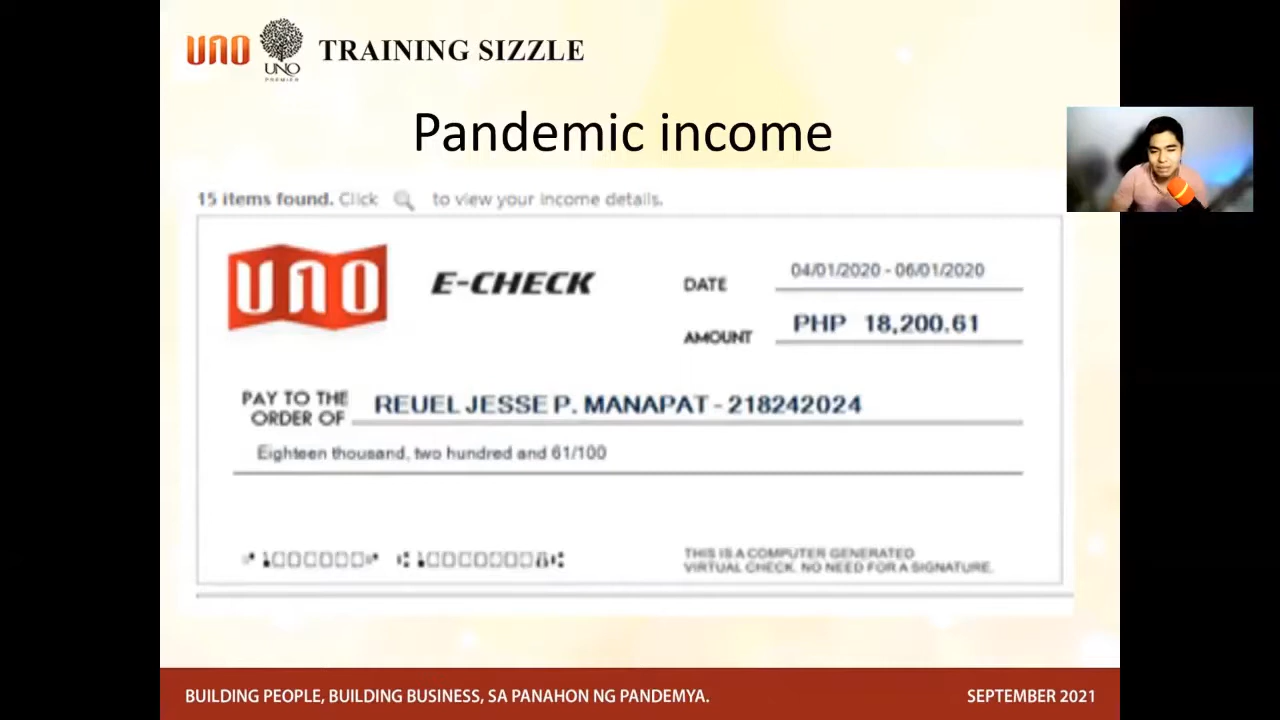 UNO
UNO
PREMIER
TRAINING SIZZLE
Pandemic income
15 items found. Click to view your income details.
UNO
E-CHECK
DATE 04/01/2020 - 06/01/2020
AMOUNT PHP 18,200.61
PAY TO THE
ORDER OF REUEL JESSE P. MANAPAT - 218242024
Eighteen thousand, two hundred and 61/100
THIS IS A COMPUTER GENERATED
VIRTUAL CHECK. NO NEED FOR A SIGNATURE.
BUILDING PEOPLE, BUILDING BUSINESS, SA PANAHON NG PANDEMYA.
SEPTEMBER 2021